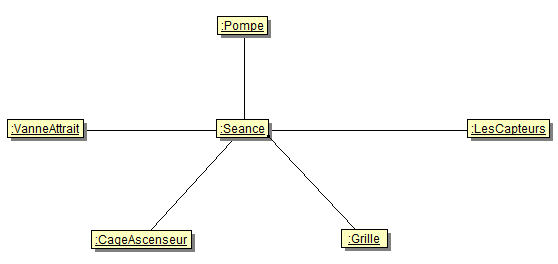 :Pompe
:VanneAttrait
:Seance
:LesCapteurs
:CageAscenseur
:Grille